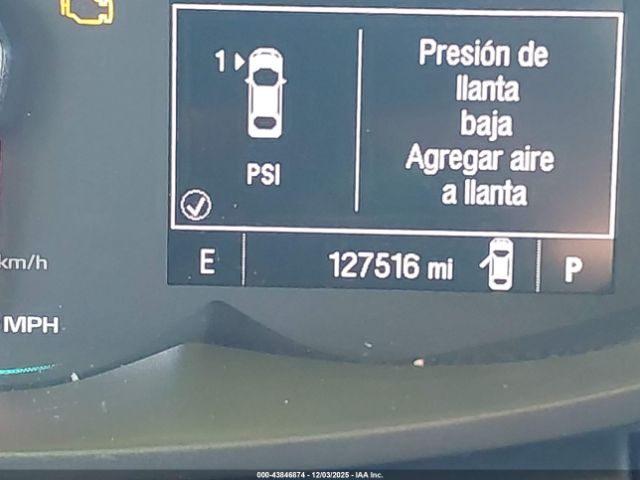 1
PSI
Presión de
llanta
baja
Agregar aire
a llanta
E
127516 mi
P
km/h
MPH
000-43846874 - 12/03/2025 - IAA Inc.